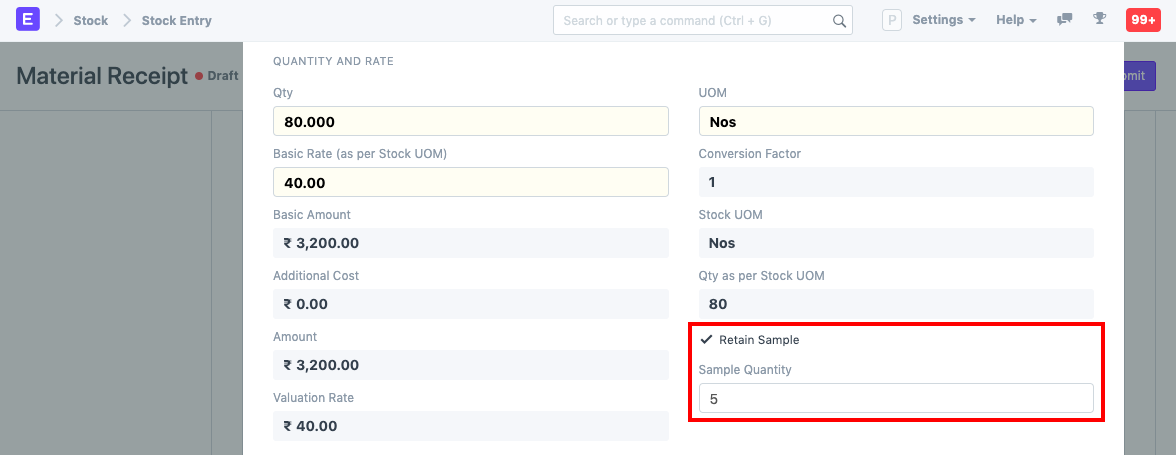 E Stock Stock Entry Search or type a command (Ctrl + G) P Settings Help 99+
Material Receipt Draft
QUANTITY AND RATE
Qty
80.000
Basic Rate (as per Stock UOM)
40.00
Basic Amount
₹ 3,200.00
Additional Cost
₹ 0.00
Amount
₹ 3,200.00
Valuation Rate
₹ 40.00
UOM
Nos
Conversion Factor
1
Stock UOM
Nos
Qty as per Stock UOM
80
Retain Sample
Sample Quantity
5